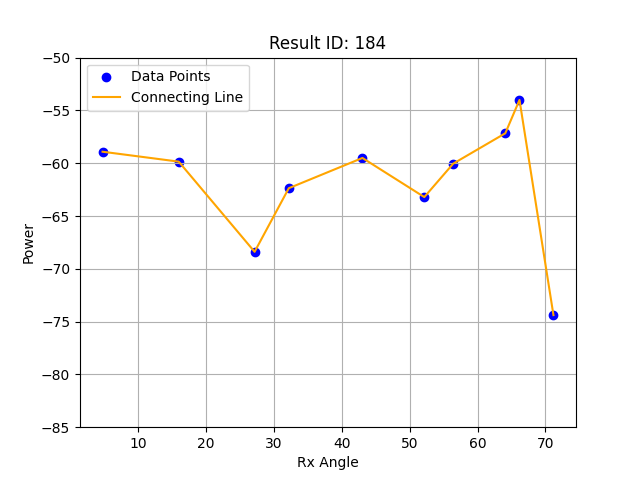 Result ID: 184
Data Points
Connecting Line
Power
−50
−55
−60
−65
−70
−75
−80
−85
10 20 30 40 50 60 70
Rx Angle